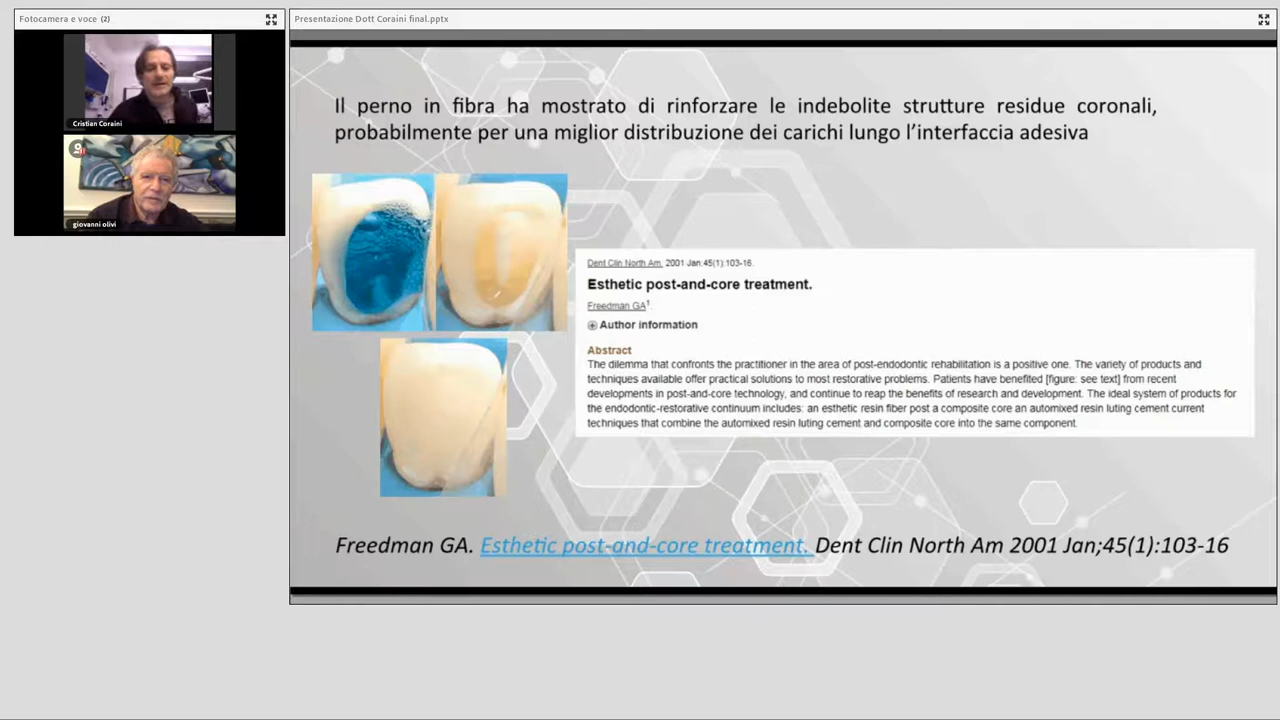 Fotocamera e voce (2)
Cristian Coraini
giovanni olivi
Presentazione Dott Coraini final.pptx
Il perno in fibra ha mostrato di rinforzare le indebolite strutture residue coronali,
probabilmente per una miglior distribuzione dei carichi lungo l’interfaccia adesiva
Dent Clin North Am. 2001 Jan;45(1):103-16.
Esthetic post-and-core treatment.
Freedman GA1.
Author information
Abstract
The dilemma that confronts the practitioner in the area of post-endodontic rehabilitation is a positive one. The variety of products and
techniques available offer practical solutions to most restorative problems. Patients have benefited [figure: see text] from recent
developments in post-and-core technology, and continue to reap the benefits of research and development. The ideal system of products for
the endodontic-restorative continuum includes: an esthetic resin fiber post a composite core an automixed resin luting cement current
techniques that combine the automixed resin luting cement and composite core into the same component.
Freedman GA. Esthetic post-and-core treatment. Dent Clin North Am 2001 Jan;45(1):103-16